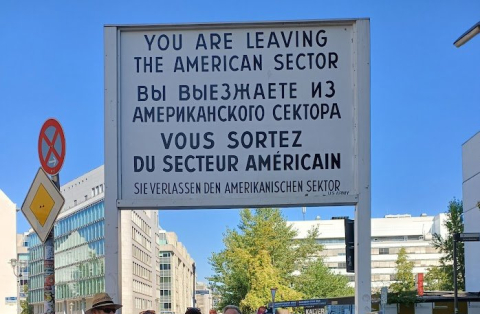 YOU ARE LEAVING
THE AMERICAN SECTOR
ВЫ ВЫЕЗЖАЕТЕ ИЗ
АМЕРИКАНСКОГО СЕКТОРА
VOUS SORTEZ
DU SECTEUR AMÉRICAIN
SIE VERLASSEN DEN AMERIKANISCHEN SEKTOR